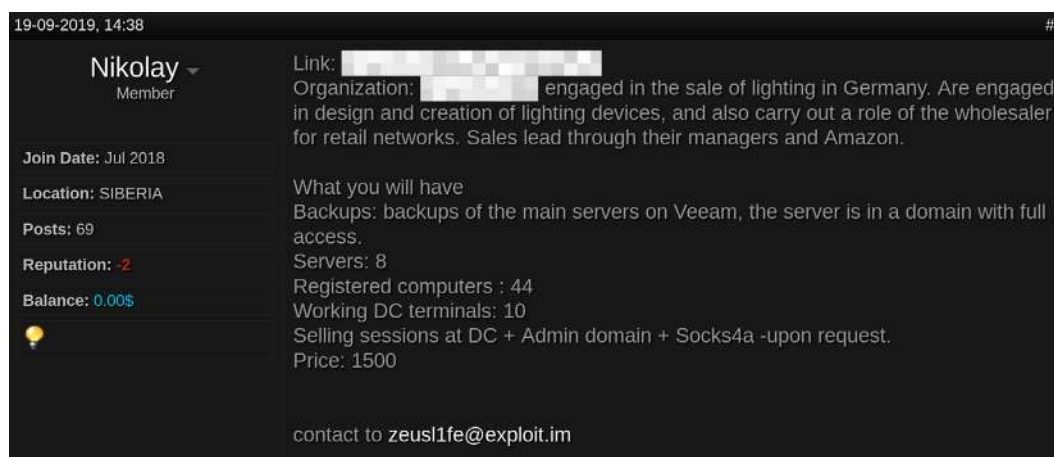 19-09-2019, 14:38
#
Nikolay
Member
Join Date: Jul 2018
Location: SIBERIA
Posts: 69
Reputation: -2
Balance: 0.00$
Link:
Organization: engaged in the sale of lighting in Germany. Are engaged
in design and creation of lighting devices, and also carry out a role of the wholesaler
for retail networks. Sales lead through their managers and Amazon.
What you will have
Backups: backups of the main servers on Veeam, the server is in a domain with full
access.
Servers: 8
Registered computers : 44
Working DC terminals: 10
Selling sessions at DC + Admin domain + Socks4a -upon request.
Price: 1500
contact to zeusl1fe@exploit.im